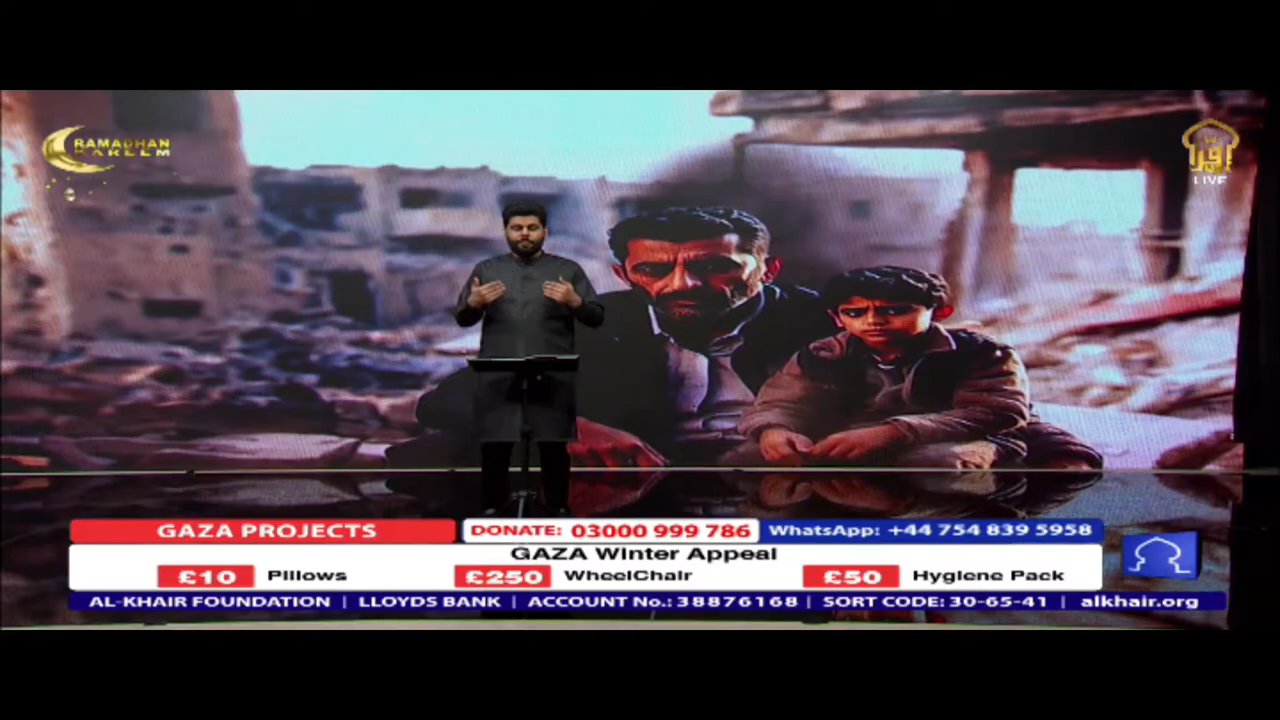 RAMADHAN
KAREEM
اقرأ
LIVE
GAZA PROJECTS
DONATE: 03000 999 786
WhatsApp: +44 754 839 5958
GAZA Winter Appeal
£10 Pillows
£250 WheelChair
£50 Hygiene Pack
AL-KHAIR FOUNDATION | LLOYDS BANK | ACCOUNT No.: 38876168 | SORT CODE: 30-65-41 | alkhair.org